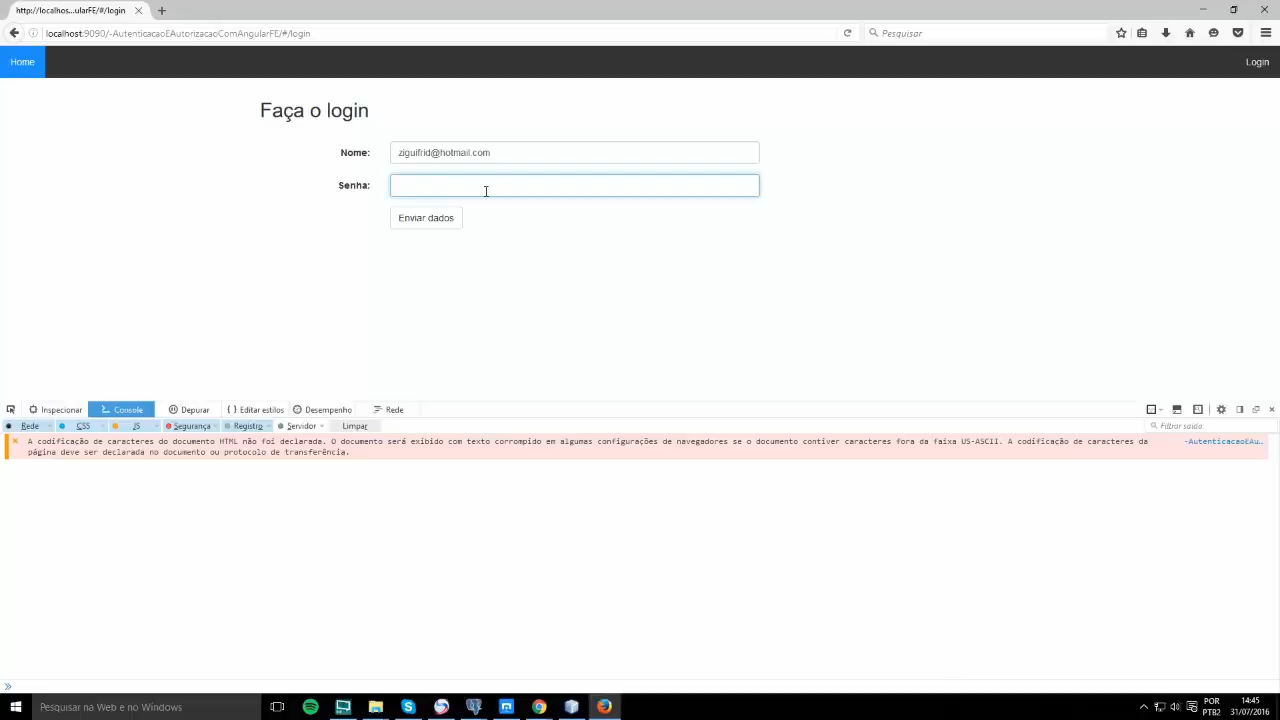 http://localhos...ularFE/#/login
localhost:9090/-AutenticacaoEAutorizacaoComAngularFE/#/login
Pesquisar
Home
Login
Faça o login
Nome:
ziguifrid@hotmail.com
Senha:
Enviar dados
Inspecionar
Console
Depurar
{ } Editar estilos
Desempenho
Rede
Rede
CSS
JS
Segurança
Registro
Servidor
Limpar
Filtrar saída
A codificação de caracteres do documento HTML não foi declarada. O documento será exibido com texto corrompido em algumas configurações de navegadores se o documento contiver caracteres fora da faixa US-ASCII. A codificação de caracteres da
-AutenticacaoEAu...
página deve ser declarada no documento ou protocolo de transferência.
Pesquisar na Web e no Windows
POR
PTB2
14:45
31/07/2016